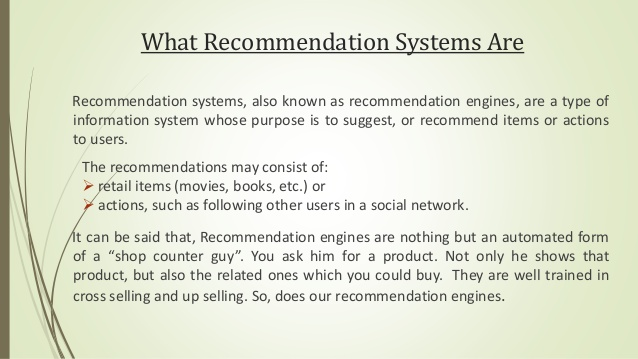 What Recommendation Systems Are
Recommendation systems, also known as recommendation engines, are a type of
information system whose purpose is to suggest, or recommend items or actions
to users.
The recommendations may consist of:
retail items (movies, books, etc.) or
actions, such as following other users in a social network.
It can be said that, Recommendation engines are nothing but an automated form
of a “shop counter guy”. You ask him for a product. Not only he shows that
product, but also the related ones which you could buy. They are well trained in
cross selling and up selling. So, does our recommendation engines.